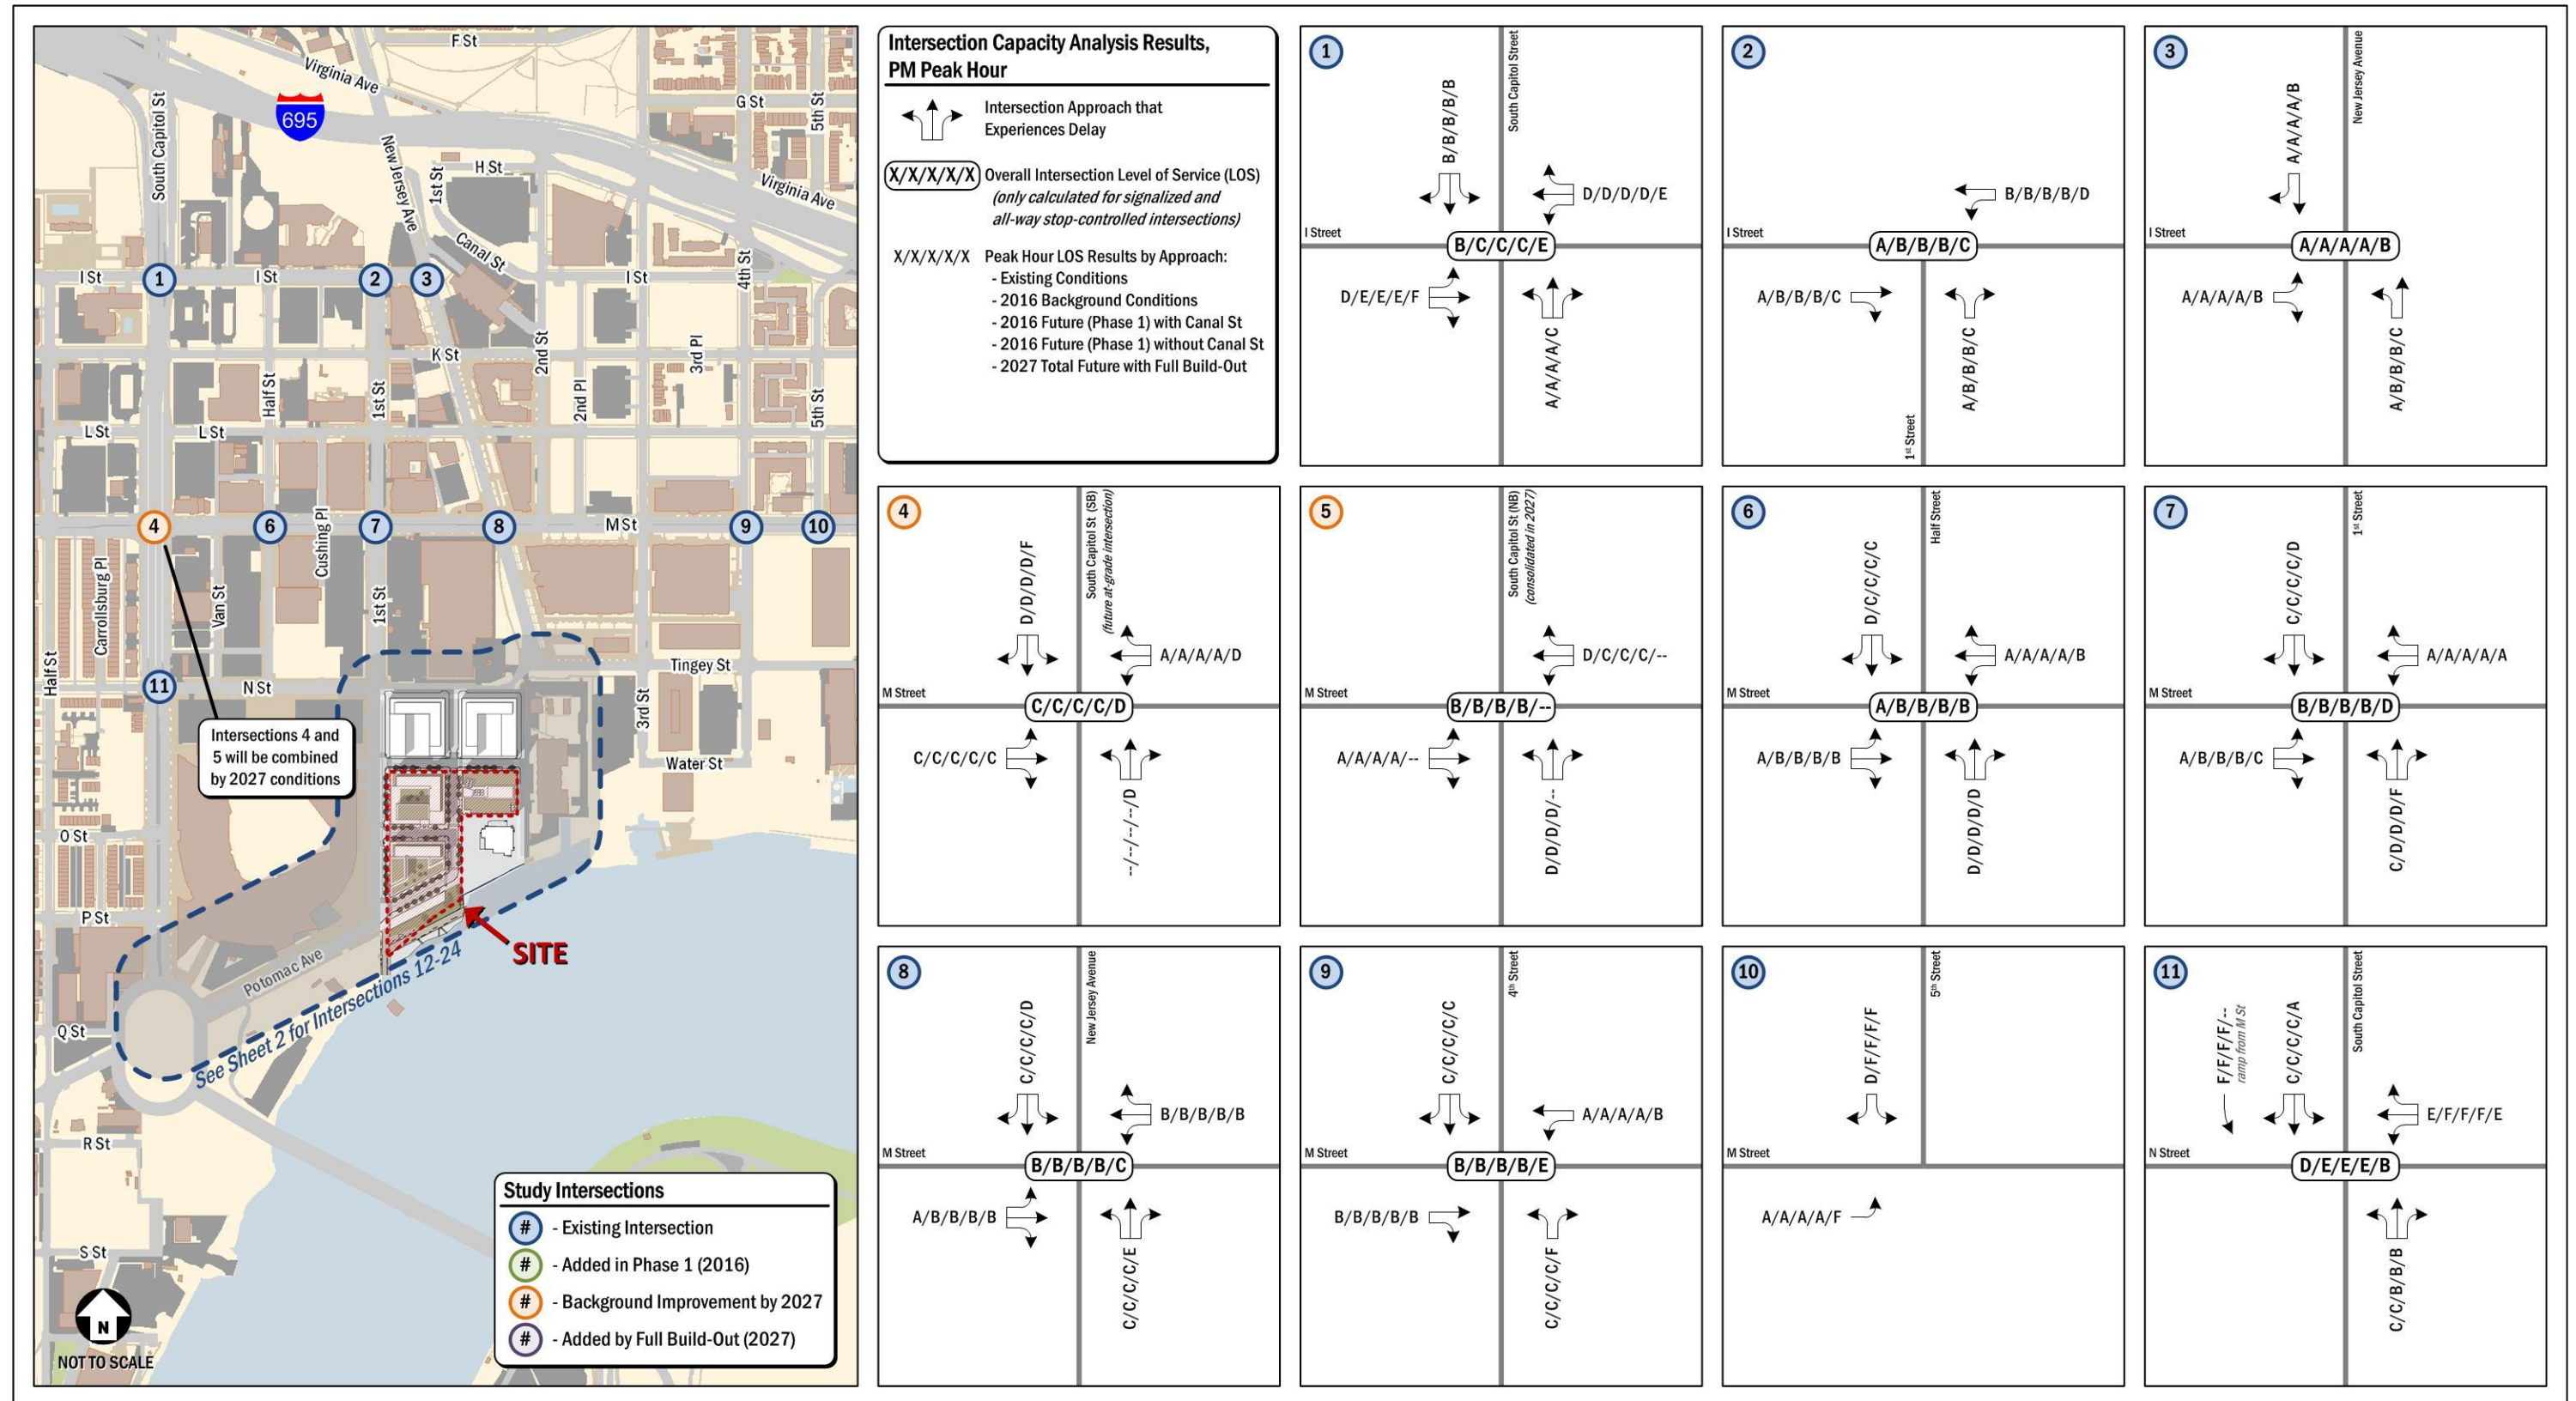 F St
Virginia Ave
695
South Capitol St
G St
5th St
New Jersey Ave
1st St
H St
Virginia Ave
Canal St
4th St
I St
1
I St
2
3
I St
K St
2nd St
3rd Pl
Half St
1st St
2nd Pl
5th St
L St
L St
4
6
Cushing Pl
7
8
M St
9
10
Carrollsburg Pl
Van St
1st St
Half St
11
N St
Tingey St
3rd St
Intersections 4 and
5 will be combined
by 2027 conditions
Water St
O St
P St
SITE
Potomac Ave
See Sheet 2 for Intersections 12-24
Q St
R St
S St
N
NOT TO SCALE
Study Intersections
# - Existing Intersection
# - Added in Phase 1 (2016)
# - Background Improvement by 2027
# - Added by Full Build-Out (2027)
Intersection Capacity Analysis Results,
PM Peak Hour
Intersection Approach that
Experiences Delay
X/X/X/X/X Overall Intersection Level of Service (LOS)
(only calculated for signalized and
all-way stop-controlled intersections)
X/X/X/X/X Peak Hour LOS Results by Approach:
- Existing Conditions
- 2016 Background Conditions
- 2016 Future (Phase 1) with Canal St
- 2016 Future (Phase 1) without Canal St
- 2027 Total Future with Full Build-Out
1
South Capitol Street
B/B/B/B/B
D/D/D/D/E
I Street
B/C/C/C/E
D/E/E/E/F
A/A/A/A/C
2
B/B/B/B/D
I Street
A/B/B/B/C
A/B/B/B/C
A/B/B/B/C
1st Street
3
New Jersey Avenue
A/A/A/A/B
I Street
A/A/A/A/B
A/A/A/A/B
A/B/B/B/C
4
South Capitol St (SB)
(future at-grade intersection)
D/D/D/D/F
A/A/A/A/D
M Street
C/C/C/C/D
C/C/C/C/C
--/--/--/--/D
5
South Capitol St (NB)
(consolidated in 2027)
D/C/C/C/--
M Street
B/B/B/B/--
A/A/A/A/--
D/D/D/D/--
6
Half Street
D/C/C/C/C
A/A/A/A/B
M Street
A/B/B/B/B
A/B/B/B/B
D/D/D/D/D
7
1st Street
C/C/C/C/D
A/A/A/A/A
M Street
B/B/B/B/D
A/B/B/B/C
C/D/D/D/F
8
New Jersey Avenue
C/C/C/C/D
B/B/B/B/B
M Street
B/B/B/B/C
A/B/B/B/B
C/C/C/C/E
9
4th Street
C/C/C/C/C
A/A/A/A/B
M Street
B/B/B/B/E
B/B/B/B/B
C/C/C/C/F
10
5th Street
D/F/F/F/F
M Street
A/A/A/A/F
11
South Capitol Street
F/F/F/F/--
ramp from M St
C/C/C/C/A
E/F/F/F/E
N Street
D/E/E/E/B
C/C/B/B/B